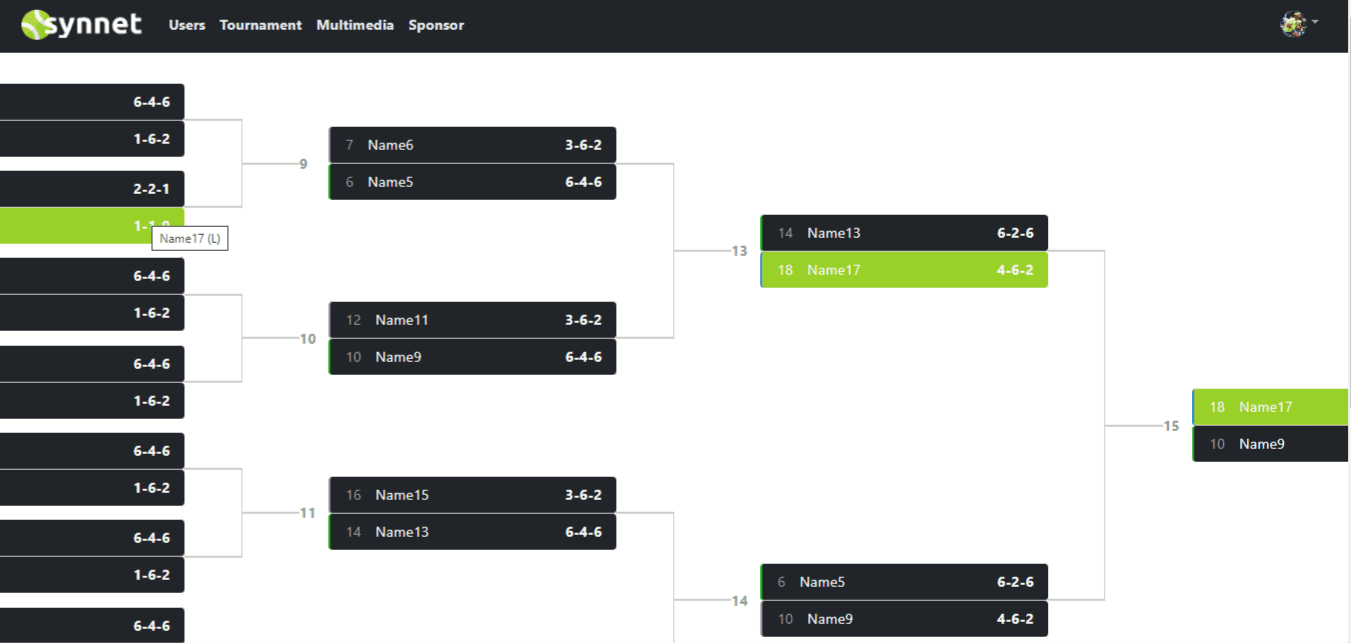 synnet Users Tournament Multimedia Sponsor
6-4-6
1-6-2
2-2-1
Name17 (L)
6-4-6
1-6-2
6-4-6
1-6-2
6-4-6
1-6-2
6-4-6
1-6-2
6-4-6
9
7 Name6 3-6-2
6 Name5 6-4-6
10
12 Name11 3-6-2
10 Name9 6-4-6
11
16 Name15 3-6-2
14 Name13 6-4-6
13
14 Name13 6-2-6
18 Name17 4-6-2
14
6 Name5 6-2-6
10 Name9 4-6-2
15
18 Name17
10 Name9